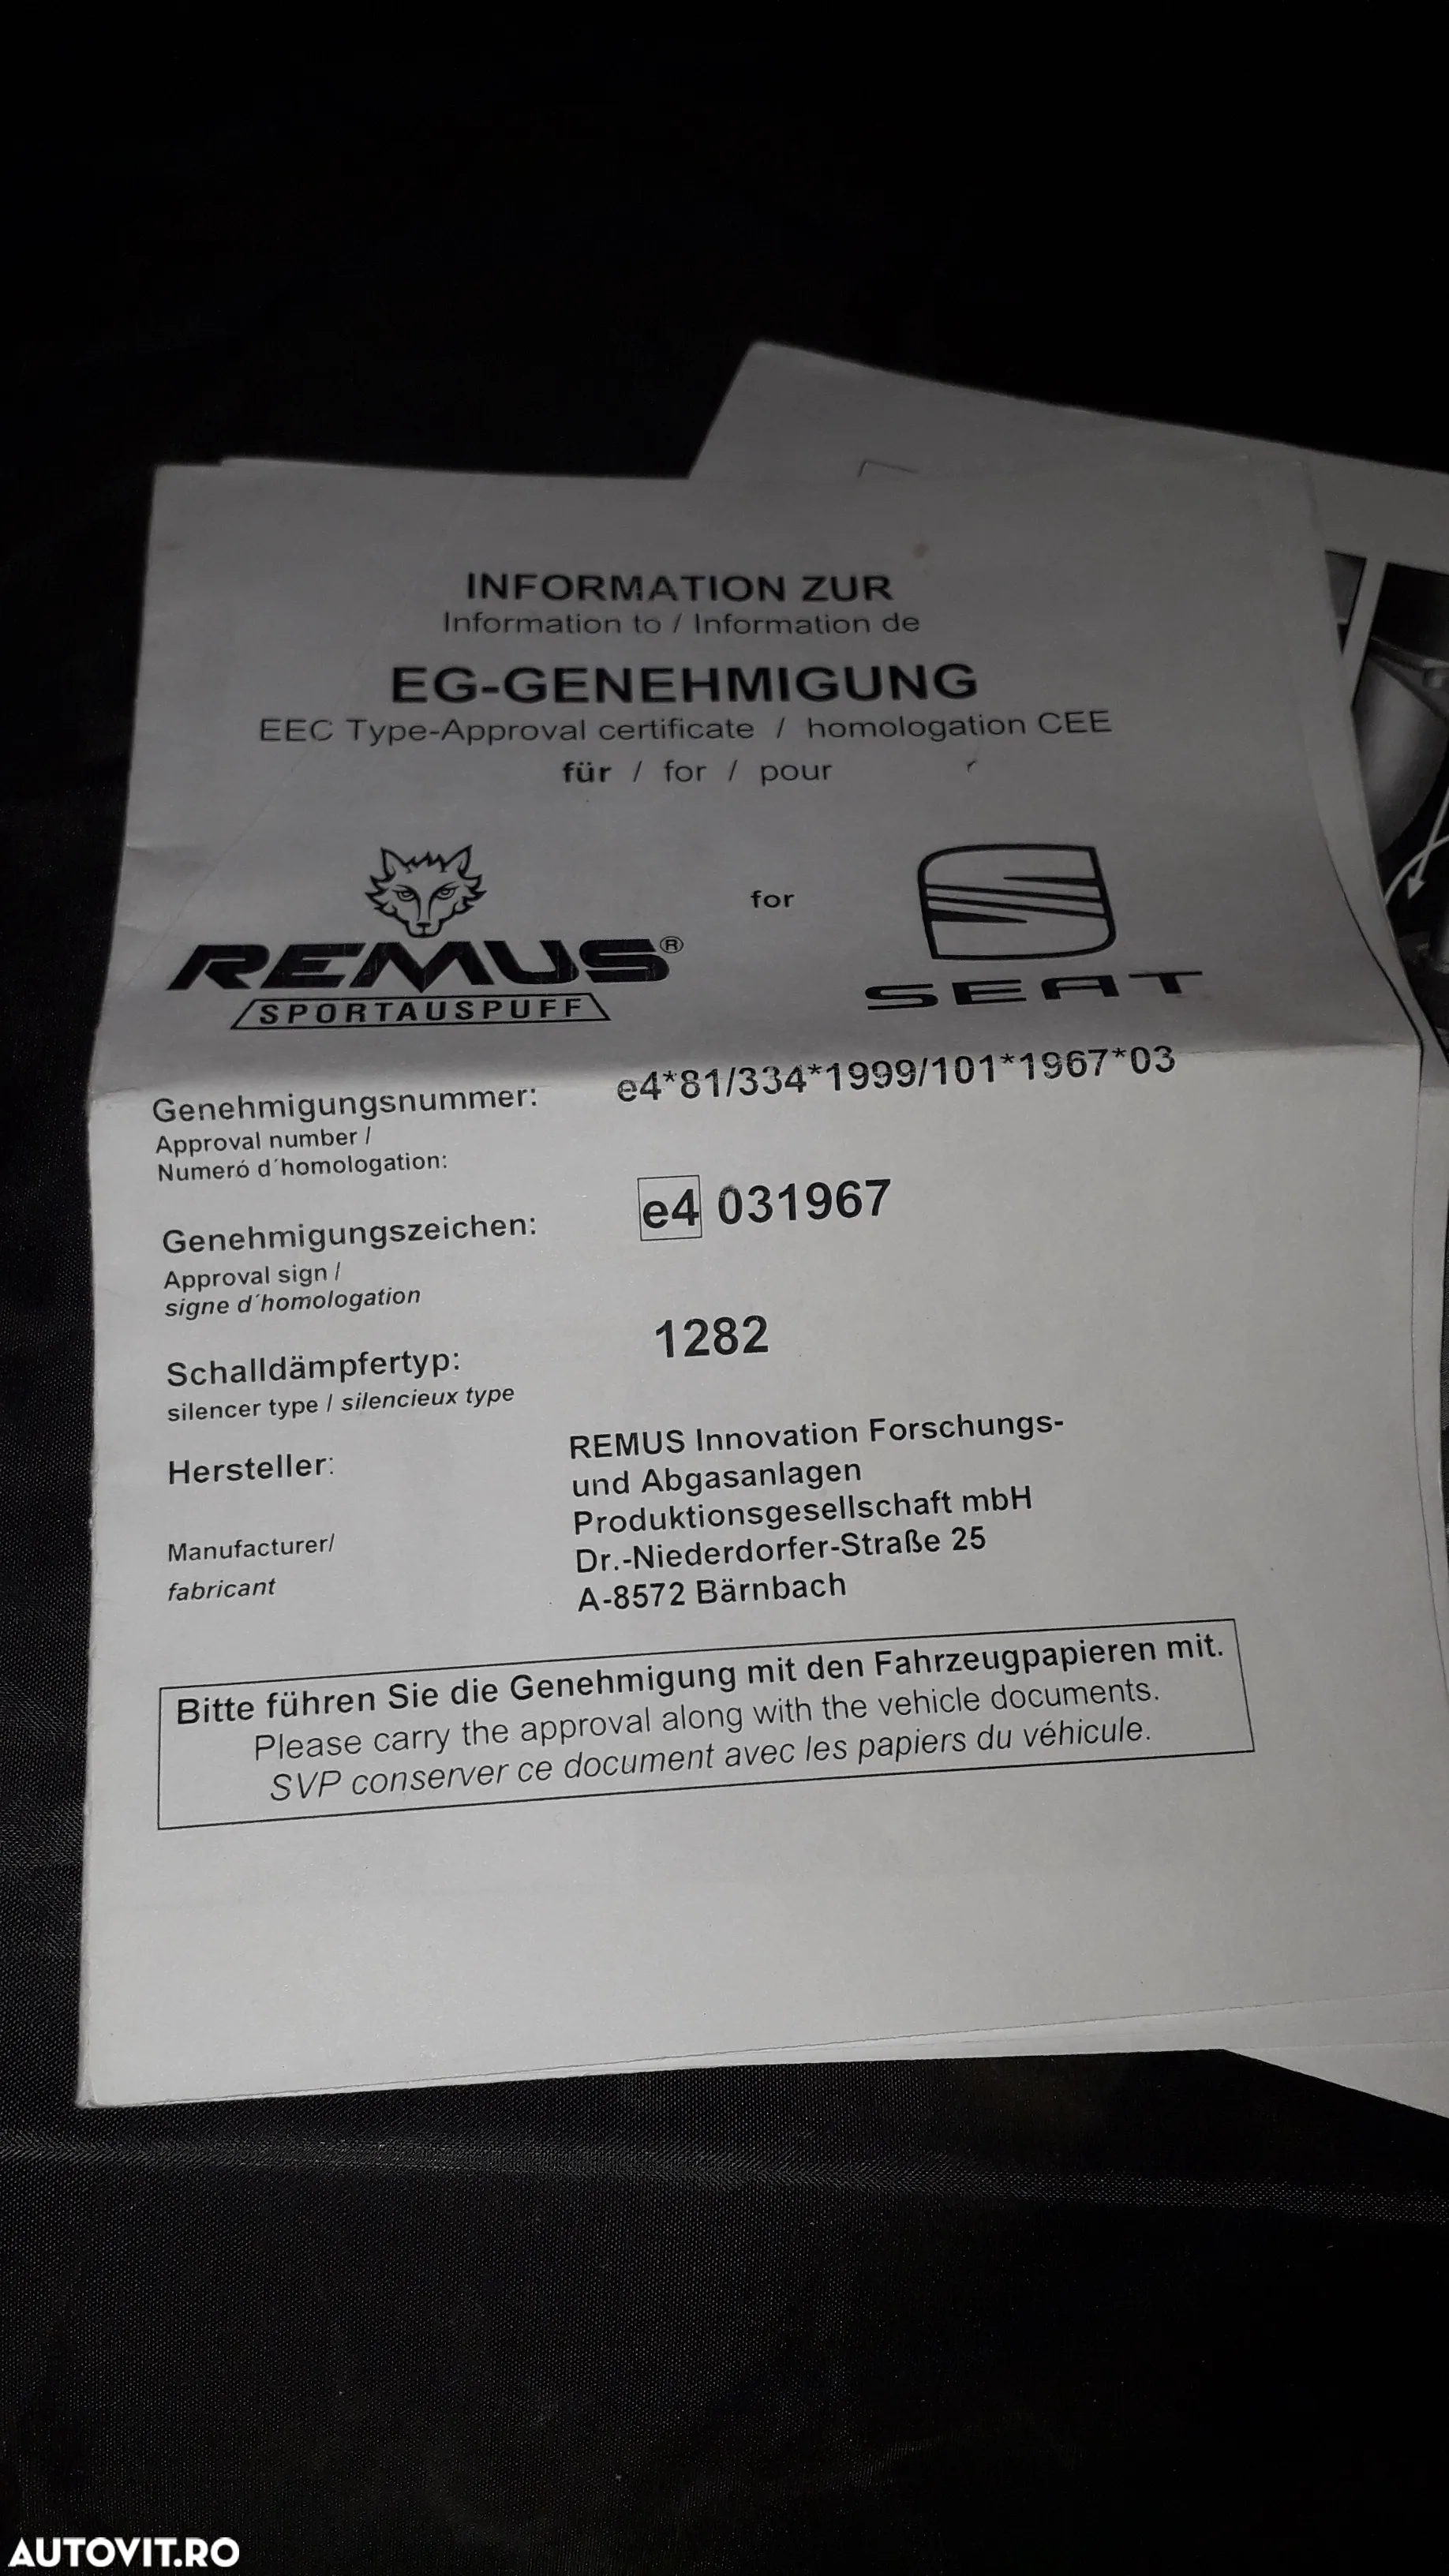 INFORMATION ZUR
Information to / Information de
EG-GENEHMIGUNG
EEC Type-Approval certificate / homologation CEE
für / for / pour
REMUS®
SPORTAUSPUFF
for
SEAT
Genehmigungsnummer: e4*81/334*1999/101*1967*03
Approval number /
Numeró d´homologation:
Genehmigungszeichen: e4 031967
Approval sign /
signe d´homologation
Schalldämpfertyp: 1282
silencer type / silencieux type
Hersteller: REMUS Innovation Forschungs-
und Abgasanlagen
Produktionsgesellschaft mbH
Manufacturer/ Dr.-Niederdorfer-Straße 25
fabricant A-8572 Bärnbach
Bitte führen Sie die Genehmigung mit den Fahrzeugpapieren mit.
Please carry the approval along with the vehicle documents.
SVP conserver ce document avec les papiers du véhicule.
AUTOVIT.RO